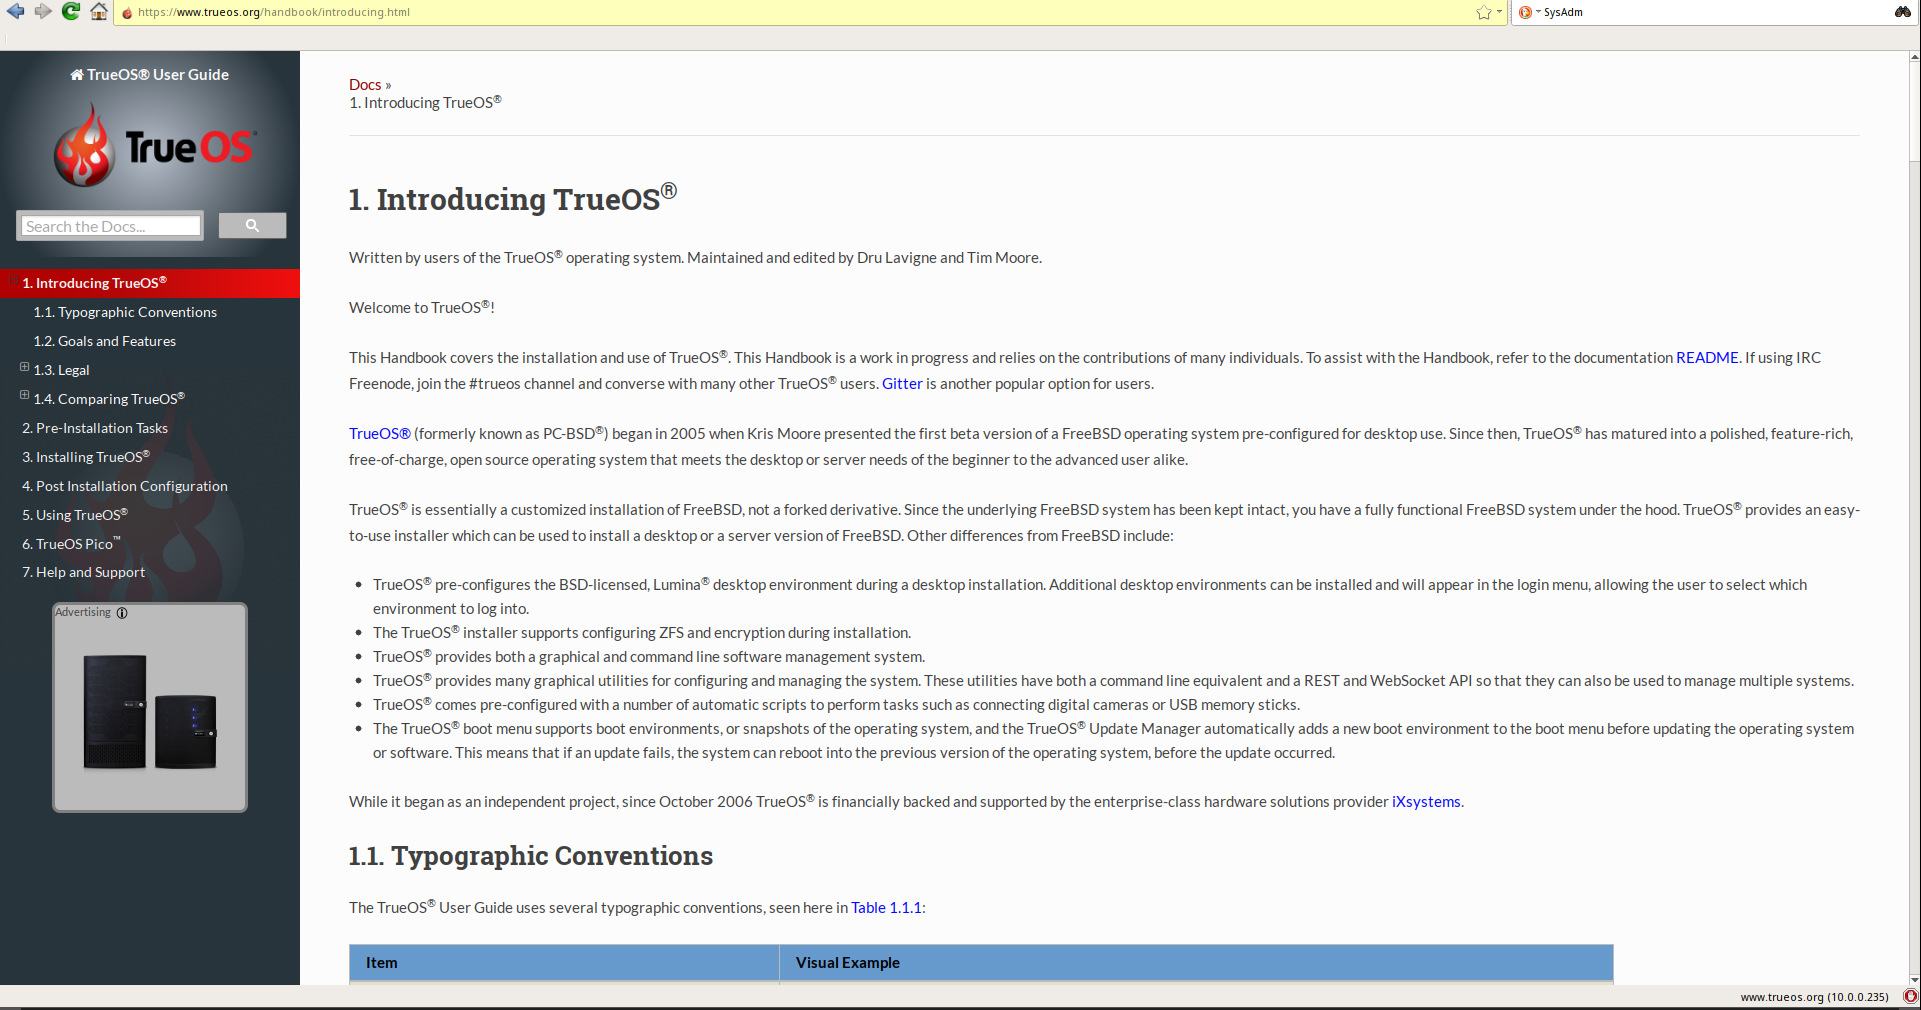 https://www.trueos.org/handbook/introducing.html
SysAdm
TrueOS® User Guide
TrueOS
Search the Docs...
1. Introducing TrueOS®
1.1. Typographic Conventions
1.2. Goals and Features
1.3. Legal
1.4. Comparing TrueOS®
2. Pre-Installation Tasks
3. Installing TrueOS®
4. Post Installation Configuration
5. Using TrueOS®
6. TrueOS Pico™
7. Help and Support
Advertising
Docs »
1. Introducing TrueOS®
1. Introducing TrueOS®
Written by users of the TrueOS® operating system. Maintained and edited by Dru Lavigne and Tim Moore.
Welcome to TrueOS®!
This Handbook covers the installation and use of TrueOS®. This Handbook is a work in progress and relies on the contributions of many individuals. To assist with the Handbook, refer to the documentation README. If using IRC
Freenode, join the #trueos channel and converse with many other TrueOS® users. Gitter is another popular option for users.
TrueOS® (formerly known as PC-BSD®) began in 2005 when Kris Moore presented the first beta version of a FreeBSD operating system pre-configured for desktop use. Since then, TrueOS® has matured into a polished, feature-rich,
free-of-charge, open source operating system that meets the desktop or server needs of the beginner to the advanced user alike.
TrueOS® is essentially a customized installation of FreeBSD, not a forked derivative. Since the underlying FreeBSD system has been kept intact, you have a fully functional FreeBSD system under the hood. TrueOS® provides an easy-
to-use installer which can be used to install a desktop or a server version of FreeBSD. Other differences from FreeBSD include:
• TrueOS® pre-configures the BSD-licensed, Lumina® desktop environment during a desktop installation. Additional desktop environments can be installed and will appear in the login menu, allowing the user to select which
environment to log into.
• The TrueOS® installer supports configuring ZFS and encryption during installation.
• TrueOS® provides both a graphical and command line software management system.
• TrueOS® provides many graphical utilities for configuring and managing the system. These utilities have both a command line equivalent and a REST and WebSocket API so that they can also be used to manage multiple systems.
• TrueOS® comes pre-configured with a number of automatic scripts to perform tasks such as connecting digital cameras or USB memory sticks.
• The TrueOS® boot menu supports boot environments, or snapshots of the operating system, and the TrueOS® Update Manager automatically adds a new boot environment to the boot menu before updating the operating system
or software. This means that if an update fails, the system can reboot into the previous version of the operating system, before the update occurred.
While it began as an independent project, since October 2006 TrueOS® is financially backed and supported by the enterprise-class hardware solutions provider iXsystems.
1.1. Typographic Conventions
The TrueOS® User Guide uses several typographic conventions, seen here in Table 1.1.1:
Item Visual Example
www.trueos.org (10.0.0.235)